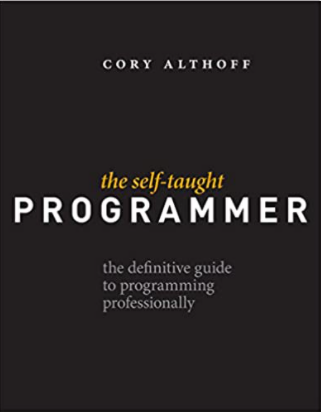 CORY ALTHOFF
the self-taught
PROGRAMMER
the definitive guide
to programming
professionally